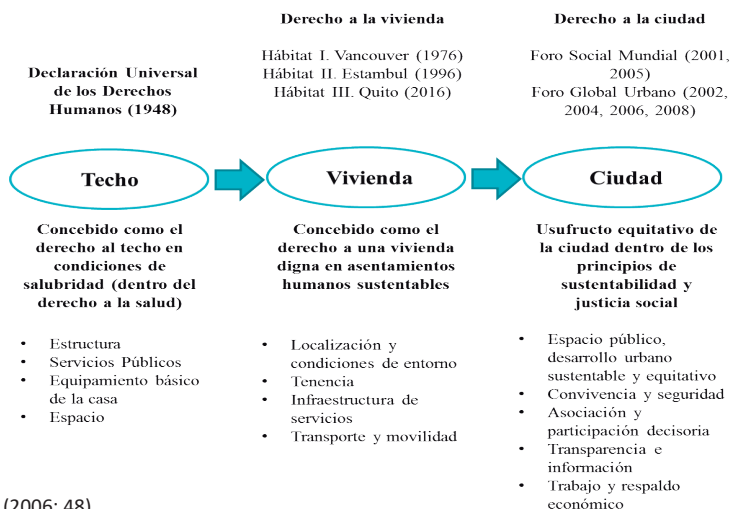 Declaración Universal
de los Derechos
Humanos (1948)
Techo
Concebido como el
derecho al techo en
condiciones de
salubridad (dentro del
derecho a la salud)
• Estructura
• Servicios Públicos
• Equipamiento básico
de la casa
• Espacio
Derecho a la vivienda
Hábitat I. Vancouver (1976)
Hábitat II. Estambul (1996)
Hábitat III. Quito (2016)
Vivienda
Concebido como el
derecho a una vivienda
digna en asentamientos
humanos sustentables
• Localización y
condiciones de entorno
• Tenencia
• Infraestructura de
servicios
• Transporte y movilidad
Derecho a la ciudad
Foro Social Mundial (2001,
2005)
Foro Global Urbano (2002,
2004, 2006, 2008)
Ciudad
Usufructo equitativo de
la ciudad dentro de los
principios de
sustentabilidad y
justicia social
• Espacio público,
desarrollo urbano
sustentable y equitativo
• Convivencia y seguridad
• Asociación y
participación decisoria
• Transparencia e
información
• Trabajo y respaldo
económico
(2006: 48)